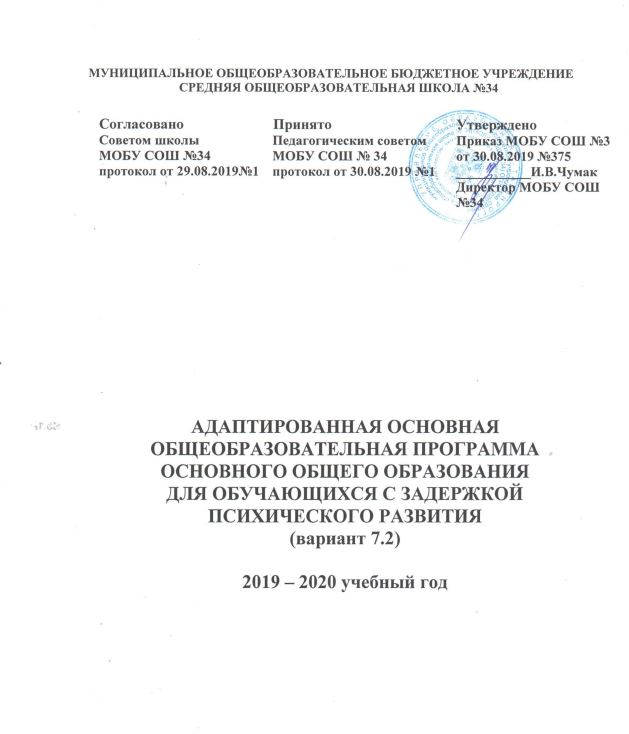 МУНИЦИПАЛЬНОЕ ОБЩЕОБРАЗОВАТЕЛЬНОЕ БЮДЖЕТНОЕ УЧРЕЖДЕНИЕ
СРЕДНЯЯ ОБЩЕОБРАЗОВАТЕЛЬНАЯ ШКОЛА №34
Согласовано
Советом школы
МОБУ СОШ №34
протокол от 29.08.2019№1
Принято
Педагогическим советом
МОБУ СОШ № 34
протокол от 30.08.2019 №1
Утверждено
Приказ МОБУ СОШ №3
от 30.08.2019 №375
___________И.В.Чумак
Директор МОБУ СОШ
№34
АДАПТИРОВАННАЯ ОСНОВНАЯ
ОБЩЕОБРАЗОВАТЕЛЬНАЯ ПРОГРАММА
ОСНОВНОГО ОБЩЕГО ОБРАЗОВАНИЯ
ДЛЯ ОБУЧАЮЩИХСЯ С ЗАДЕРЖКОЙ
ПСИХИЧЕСКОГО РАЗВИТИЯ
(вариант 7.2)
2019 – 2020 учебный год